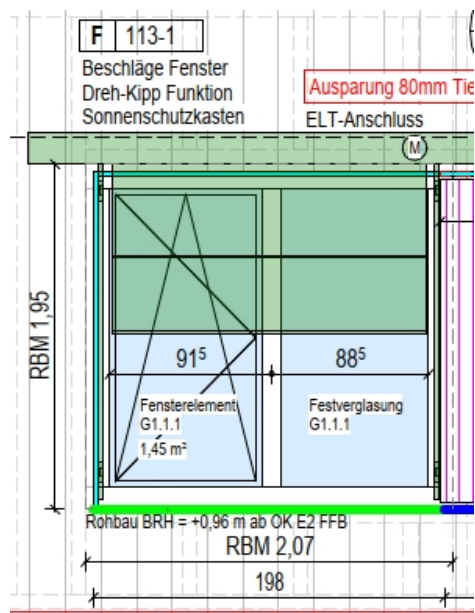 F 113-1
Beschläge Fenster
Dreh-Kipp Funktion
Sonnenschutzkasten
Ausparung 80mm Tie
ELT-Anschluss
M
RBM 1,95
91⁵
88⁵
Fensterelement
G1.1.1
1,45 m²
Festverglasung
G1.1.1
Rohbau BRH = +0,96 m ab OK E2 FFB
RBM 2,07
198